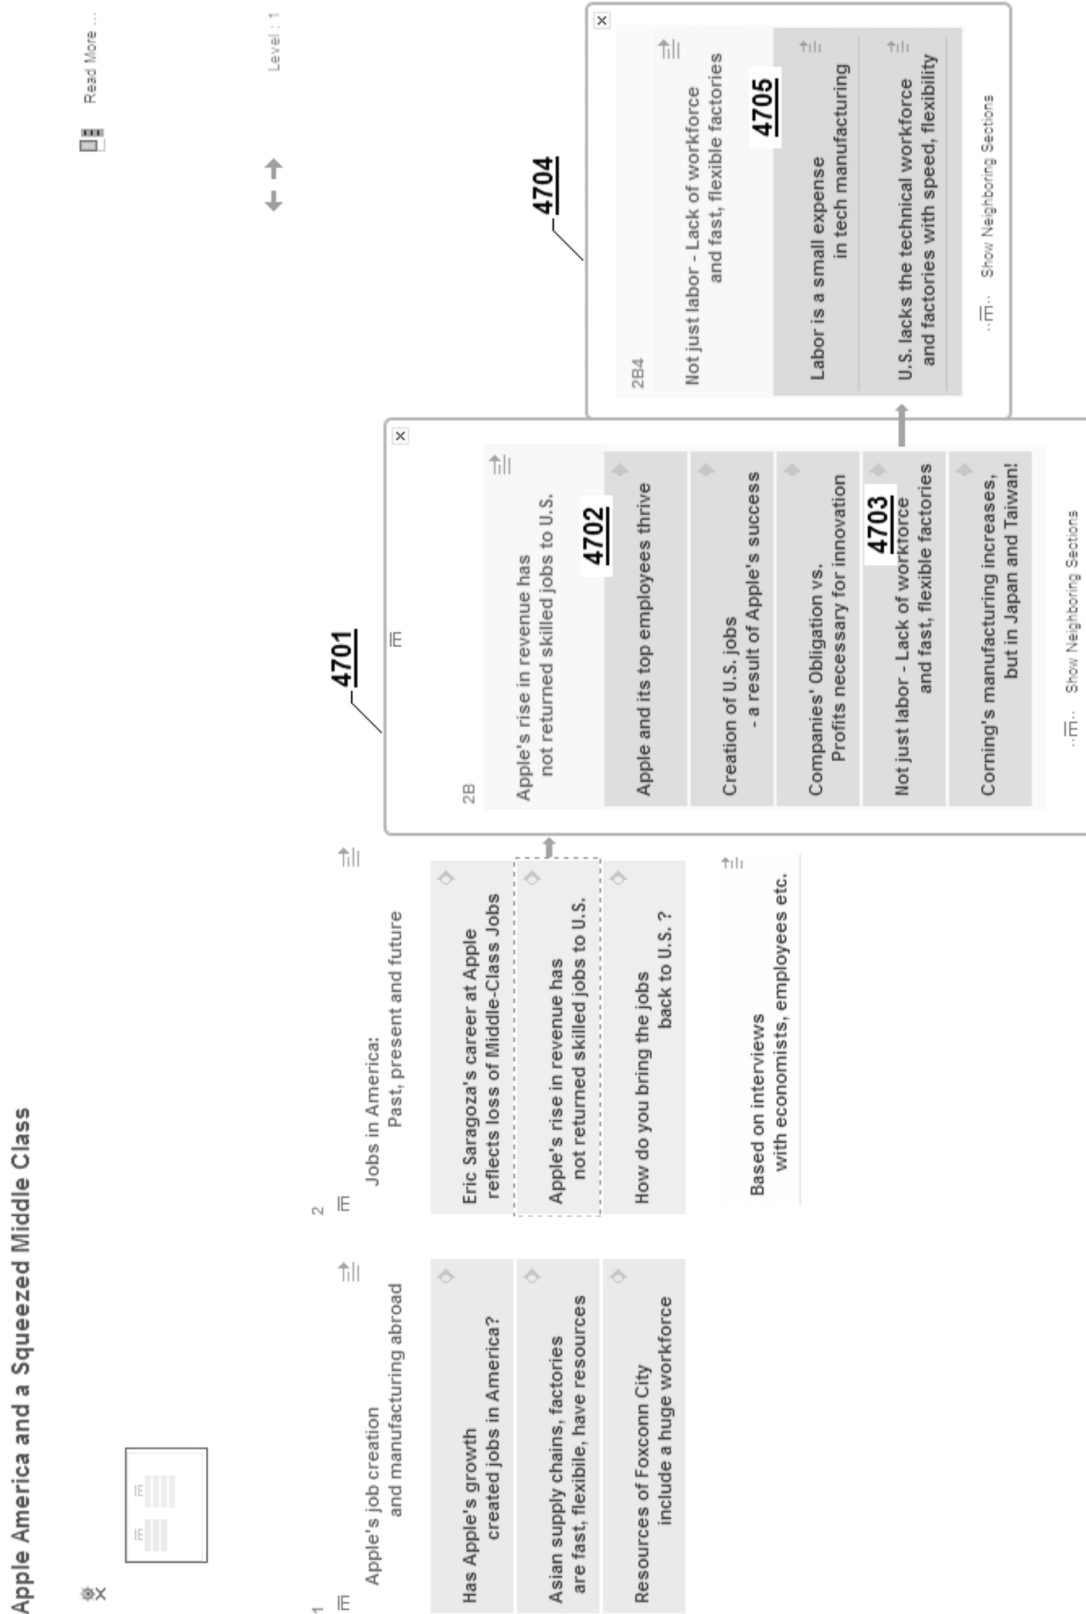 Apple America and a Squeezed Middle Class
Read More ...
Level : 1
1
Apple's job creation
and manufacturing abroad
Has Apple's growth
created jobs in America?
Asian supply chains, factories
are fast, flexibile, have resources
Resources of Foxconn City
include a huge workforce
2
Jobs in America:
Past, present and future
Eric Saragoza's career at Apple
reflects loss of Middle-Class Jobs
Apple's rise in revenue has
not returned skilled jobs to U.S.
How do you bring the jobs
back to U.S. ?
Based on interviews
with economists, employees etc.
4701
x
2B
Apple's rise in revenue has
not returned skilled jobs to U.S.
4702
Apple and its top employees thrive
Creation of U.S. jobs
- a result of Apple's success
Companies' Obligation vs.
Profits necessary for innovation
4703
Not just labor - Lack of workforce
and fast, flexible factories
Corning's manufacturing increases,
but in Japan and Taiwan!
Show Neighboring Sections
4704
x
2B4
Not just labor - Lack of workforce
and fast, flexible factories
4705
Labor is a small expense
in tech manufacturing
U.S. lacks the technical workforce
and factories with speed, flexibility
Show Neighboring Sections